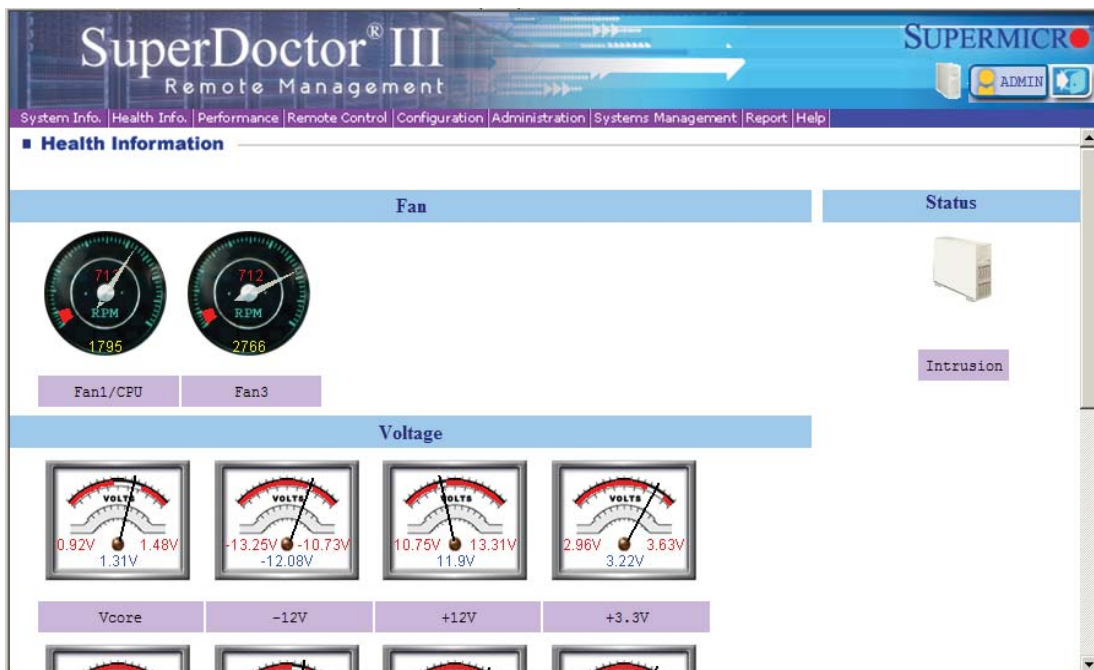 SuperDoctor® III
Remote Management
SUPERMICR
ADMIN
System Info. Health Info. Performance Remote Control Configuration Administration Systems Management Report Help
Health Information
Fan
Status
712
RPM
2766
RPM
1795
Fan1/CPU
Fan3
Intrusion
Voltage
VOLTS
0.92V 1.48V
1.31V
VOLTS
-13.25V -10.73V
-12.08V
VOLTS
10.75V 13.31V
11.9V
VOLTS
2.96V 3.63V
3.22V
Vcore
-12V
+12V
+3.3V